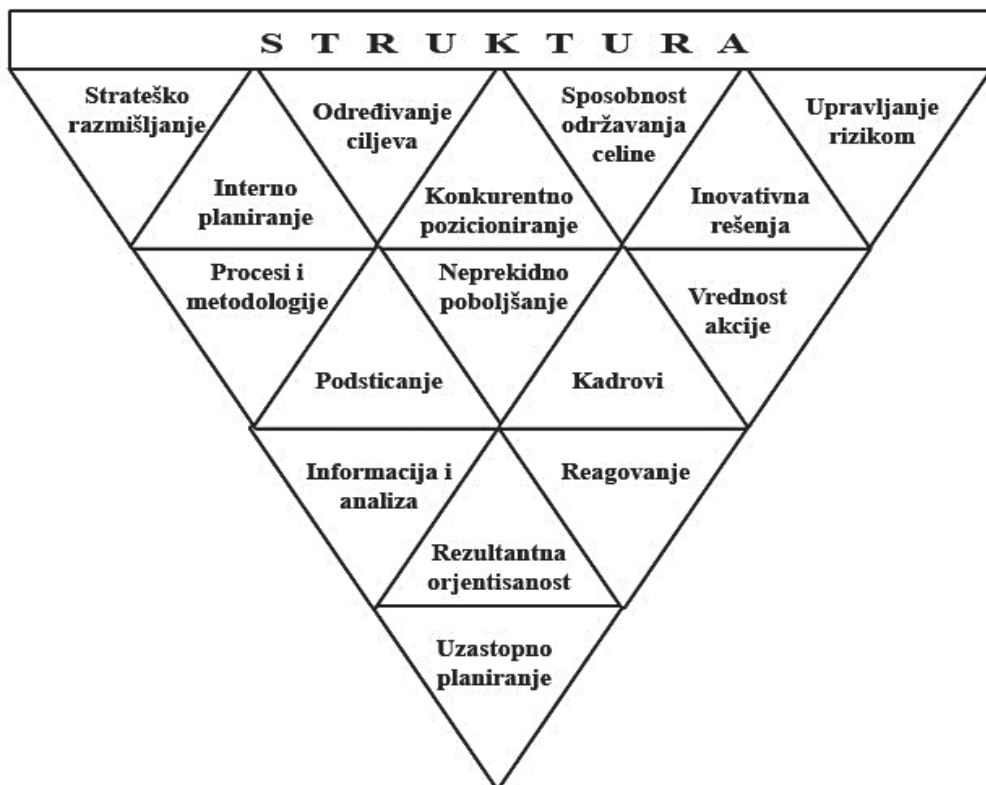 S T R U K T U R A
Strateško
razmišljanje
Interno
planiranje
Određivanje
ciljeva
Konkurentno
pozicioniranje
Sposobnost
održavanja
celine
Inovativna
rešenja
Upravljanje
rizikom
Procesi i
metodologije
Podsticanje
Neprekidno
poboljšanje
Kadrovi
Vrednost
akcije
Informacija i
analiza
Rezultantna
orjentisanost
Reagovanje
Uzastopno
planiranje